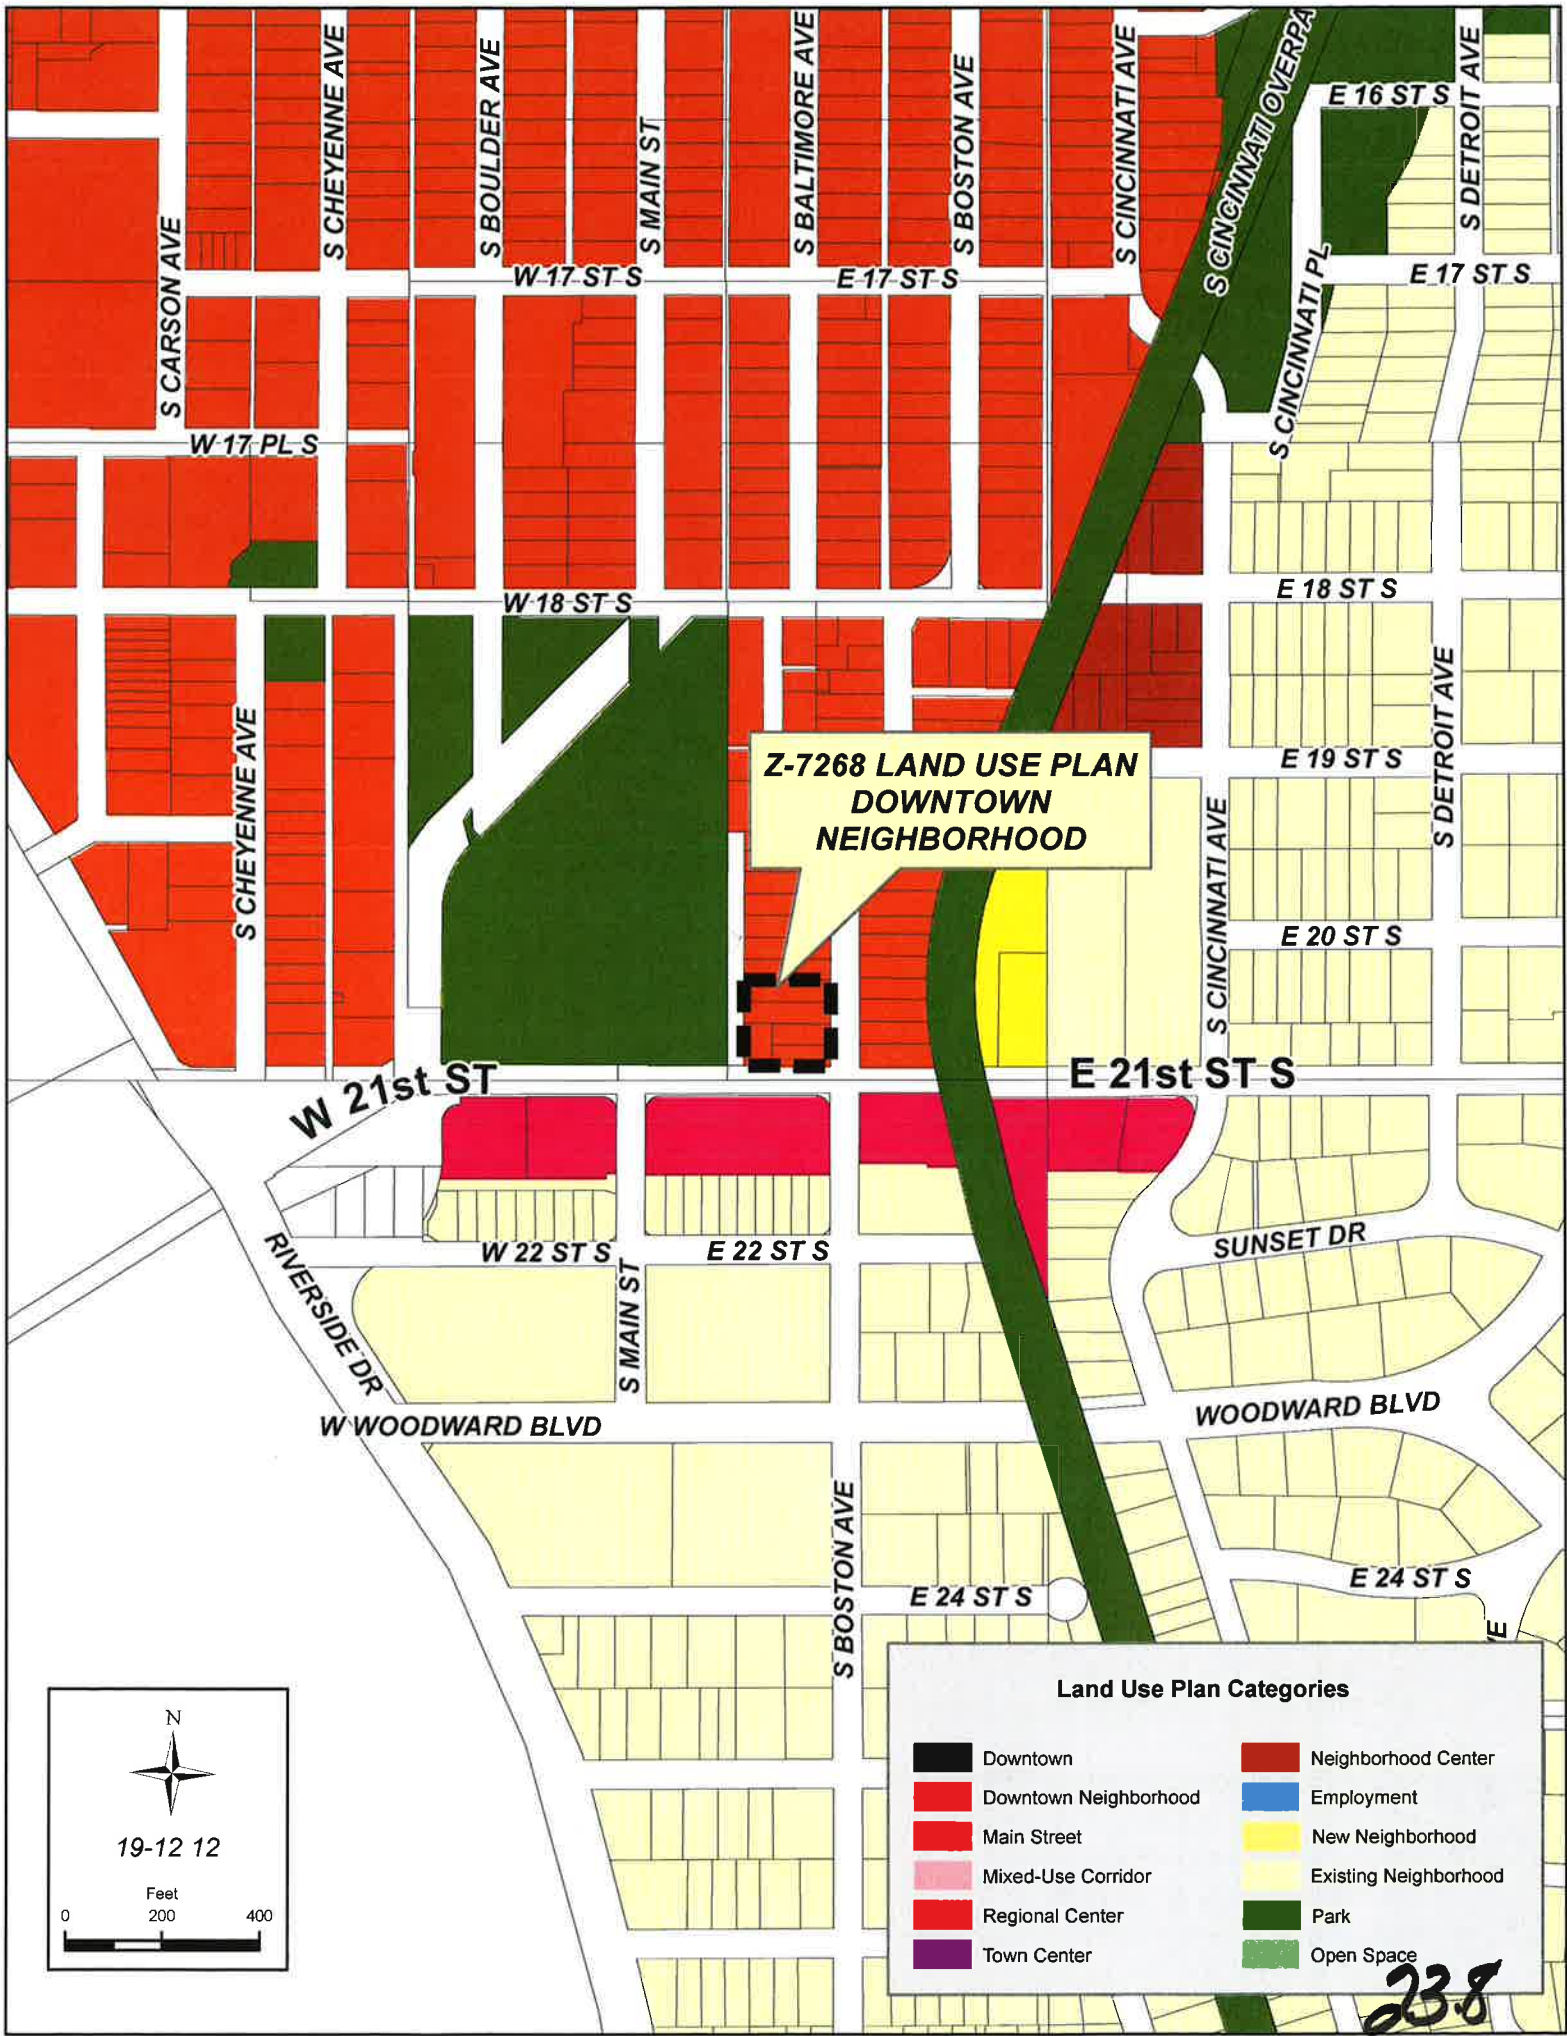 S CARSON AVE
S CHEYENNE AVE
S BOULDER AVE
S MAIN ST
S BALTIMORE AVE
S BOSTON AVE
S CINCINNATI AVE
S CINCINNATI OVERPA
E 16 ST S
S DETROIT AVE
W 17 ST S
E 17 ST S
S CINCINNATI PL
E 17 ST S
W 17 PL S
W 18 ST S
E 18 ST S
S CHEYENNE AVE
Z-7268 LAND USE PLAN
DOWNTOWN
NEIGHBORHOOD
E 19 ST S
S DETROIT AVE
S CINCINNATI AVE
E 20 ST S
W 21st ST
E 21st ST S
RIVERSIDE DR
W 22 ST S
E 22 ST S
SUNSET DR
S MAIN ST
W WOODWARD BLVD
WOODWARD BLVD
S BOSTON AVE
E 24 ST S
E 24 ST S
VE
N
19-12 12
Feet
0 200 400
Land Use Plan Categories
Downtown
Downtown Neighborhood
Main Street
Mixed-Use Corridor
Regional Center
Town Center
Neighborhood Center
Employment
New Neighborhood
Existing Neighborhood
Park
Open Space
23.8